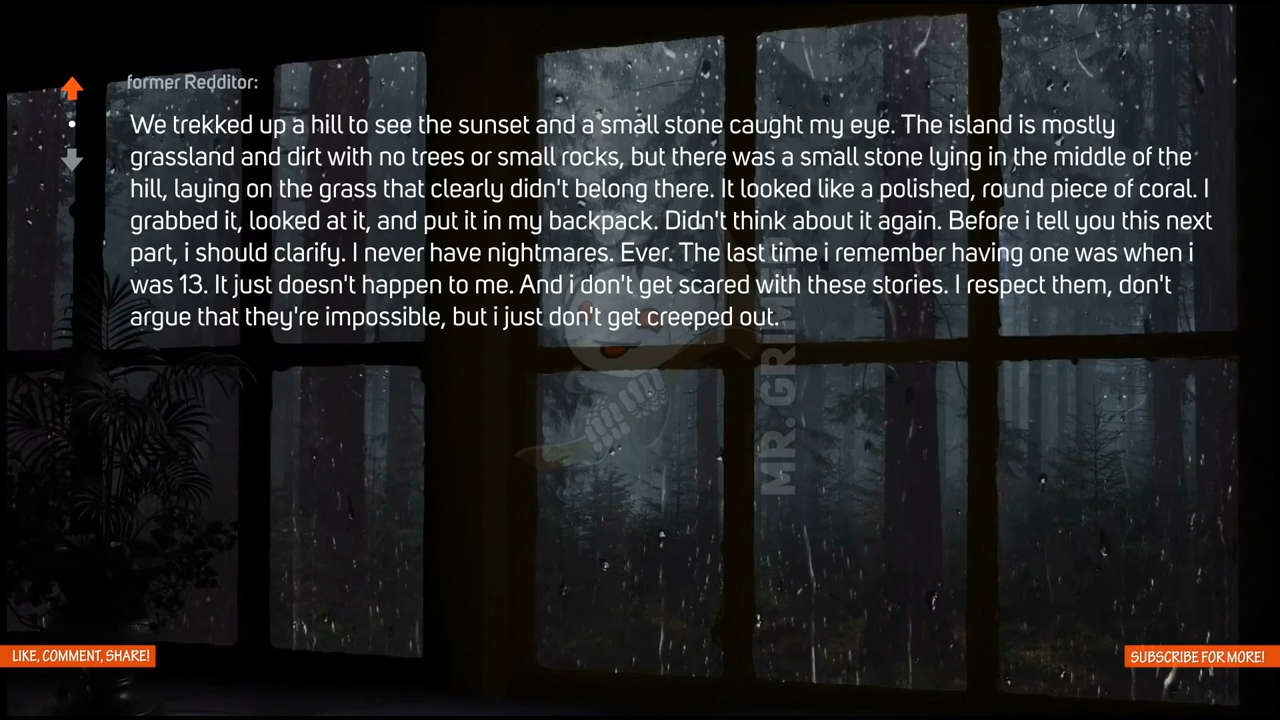 former Redditor:
We trekked up a hill to see the sunset and a small stone caught my eye. The island is mostly
grassland and dirt with no trees or small rocks, but there was a small stone lying in the middle of the
hill, laying on the grass that clearly didn't belong there. It looked like a polished, round piece of coral. I
grabbed it, looked at it, and put it in my backpack. Didn't think about it again. Before i tell you this next
part, i should clarify. I never have nightmares. Ever. The last time i remember having one was when i
was 13. It just doesn't happen to me. And i don't get scared with these stories. I respect them, don't
argue that they're impossible, but i just don't get creeped out.
MR. GRIM
LIKE, COMMENT, SHARE!
SUBSCRIBE FOR MORE!